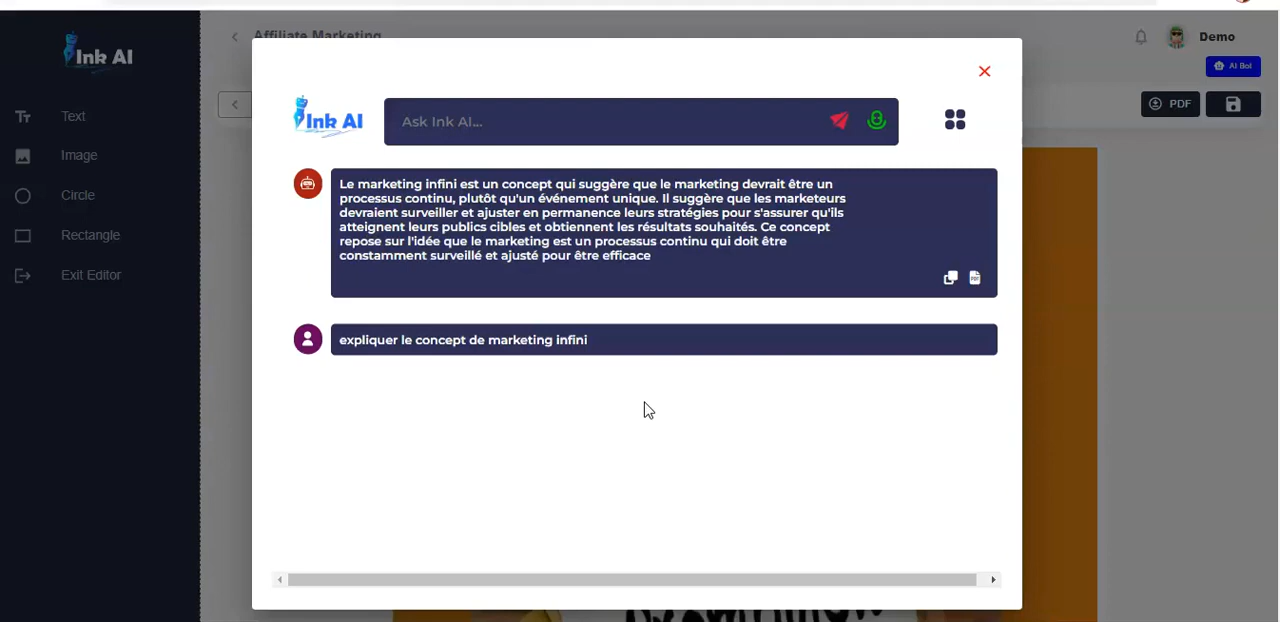 Ink AI
Text
Image
Circle
Rectangle
Exit Editor
Affiliate Marketing
Demo
AI Bot
PDF
Ink AI
Ask Ink AI...
Le marketing infini est un concept qui suggère que le marketing devrait être un
processus continu, plutôt qu'un événement unique. Il suggère que les marketeurs
devraient surveiller et ajuster en permanence leurs stratégies pour s'assurer qu'ils
atteignent leurs publics cibles et obtiennent les résultats souhaités. Ce concept
repose sur l'idée que le marketing est un processus continu qui doit être
constamment surveillé et ajusté pour être efficace
PDF
expliquer le concept de marketing infini